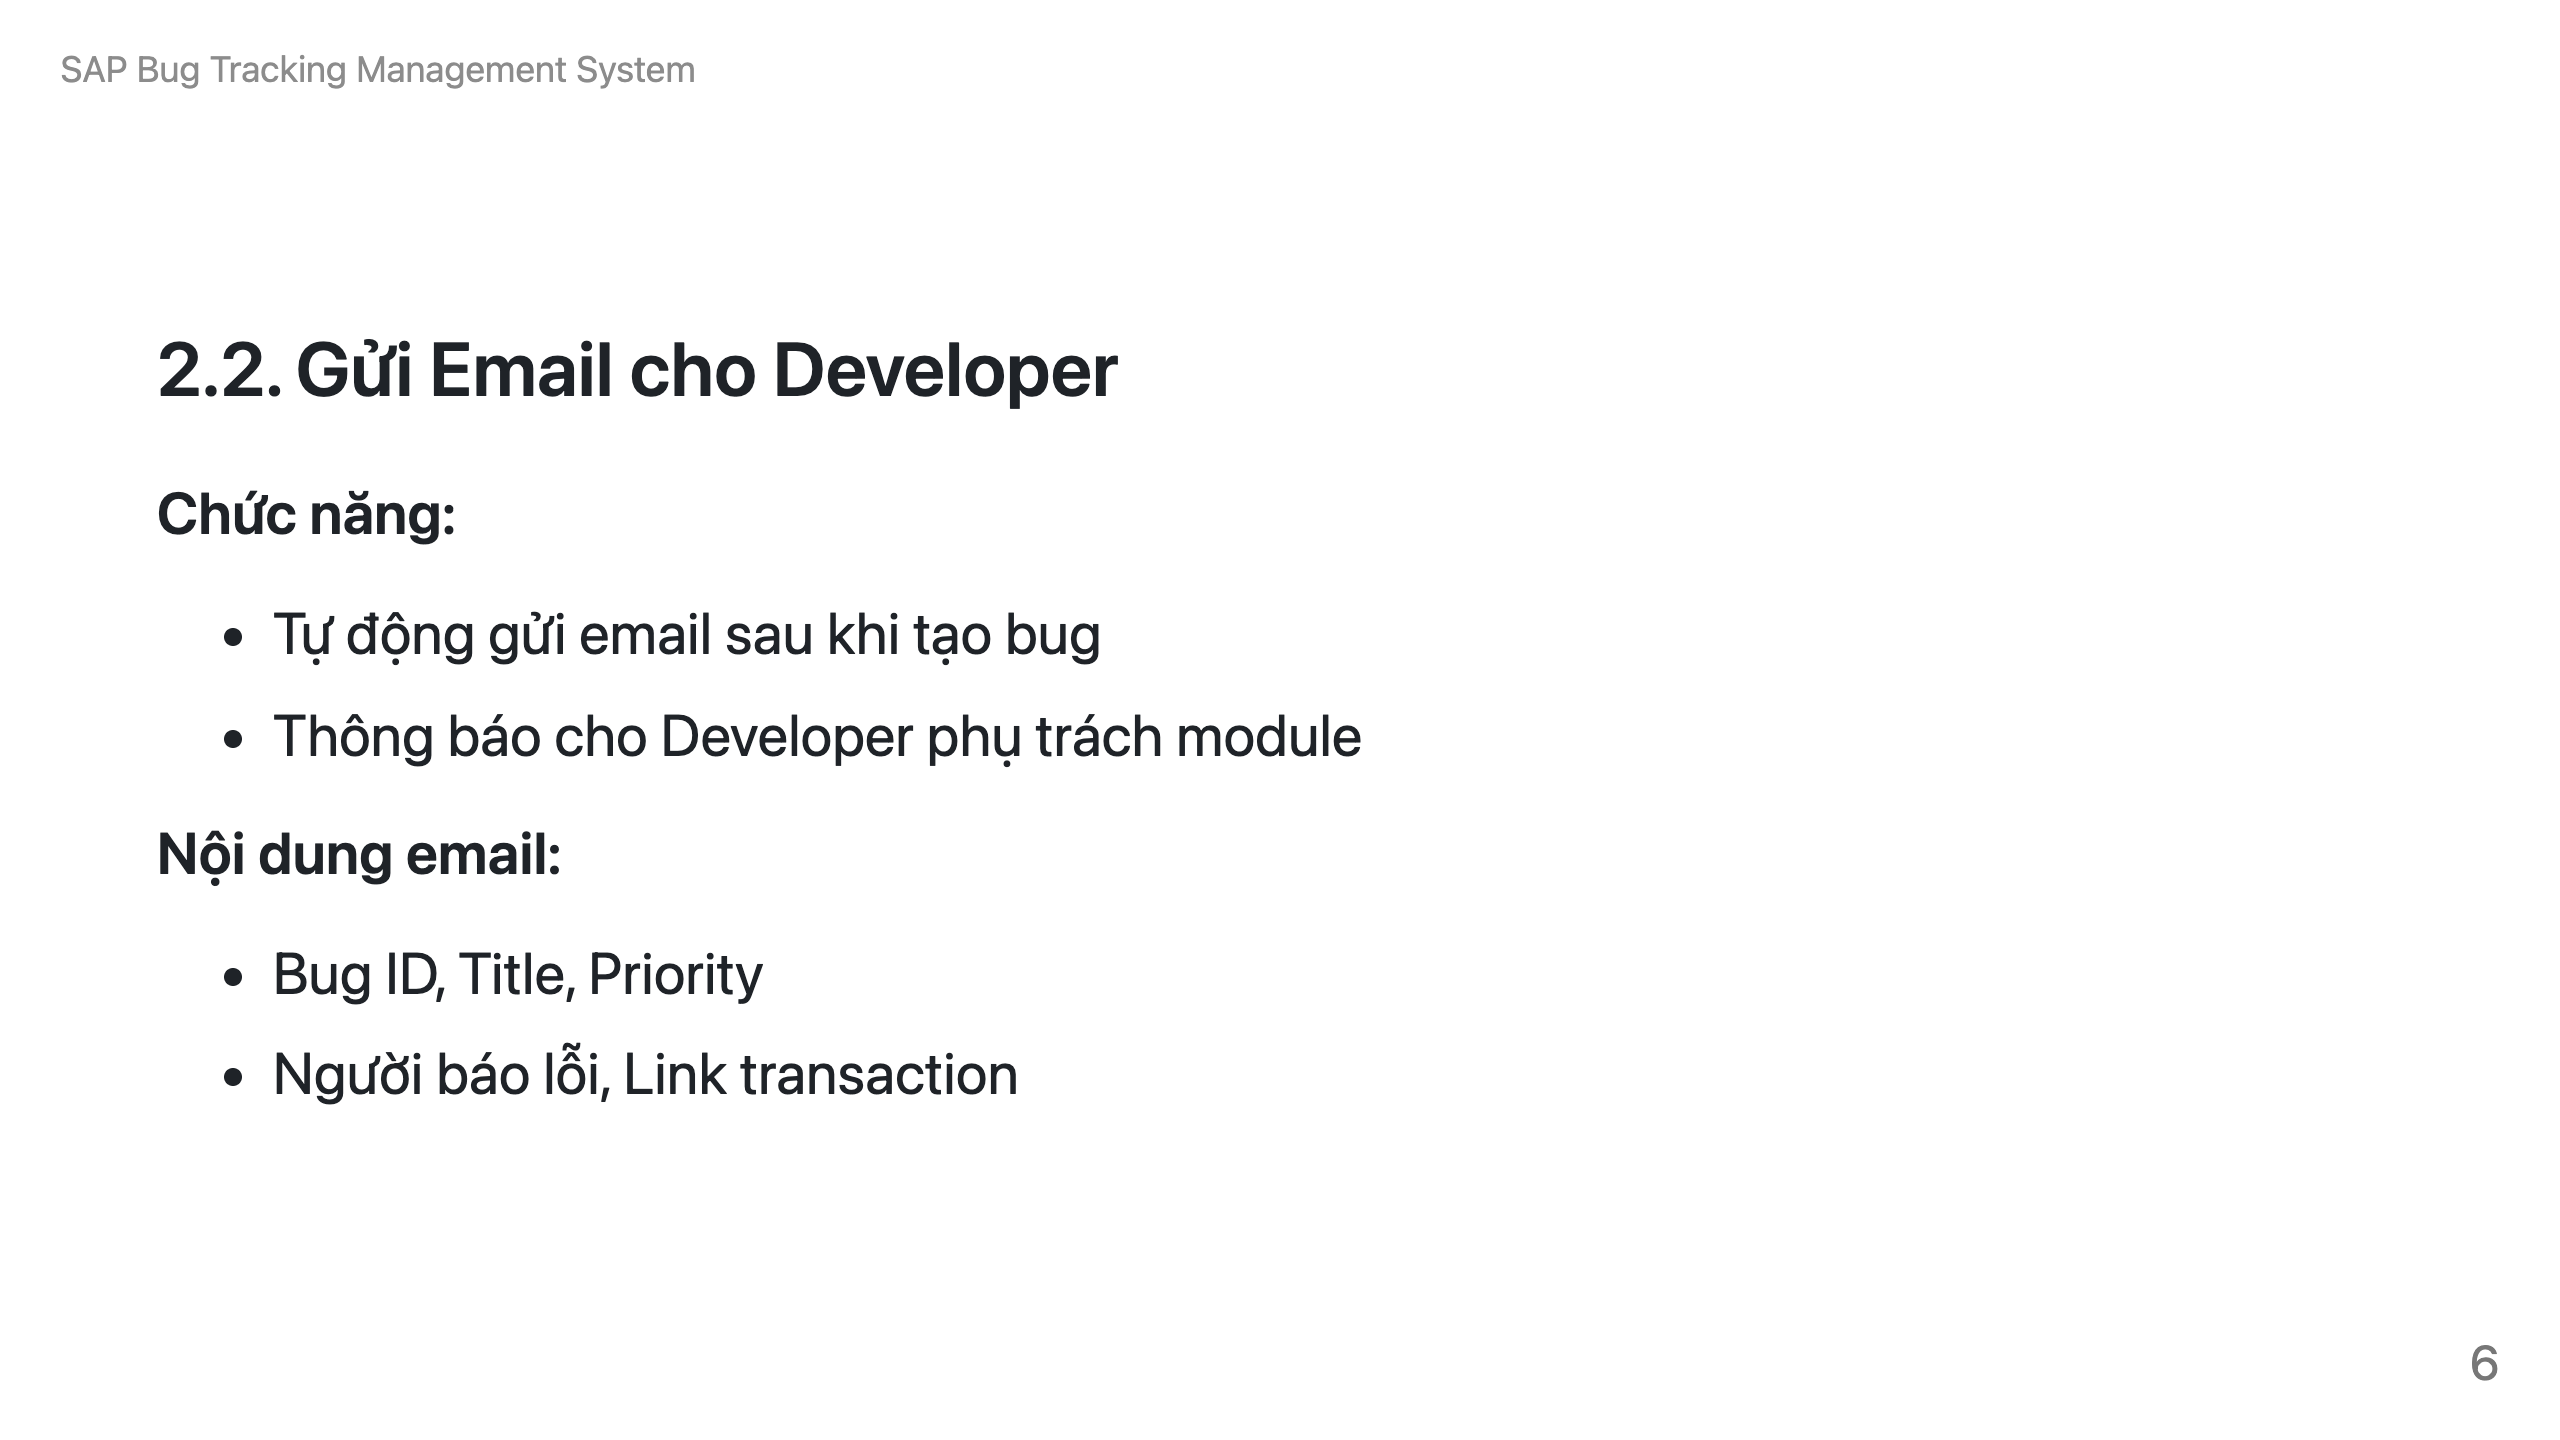 SAP Bug Tracking Management System
2.2. Gửi Email cho Developer
Chức năng:
• Tự động gửi email sau khi tạo bug
• Thông báo cho Developer phụ trách module
Nội dung email:
• Bug ID, Title, Priority
• Người báo lỗi, Link transaction
6